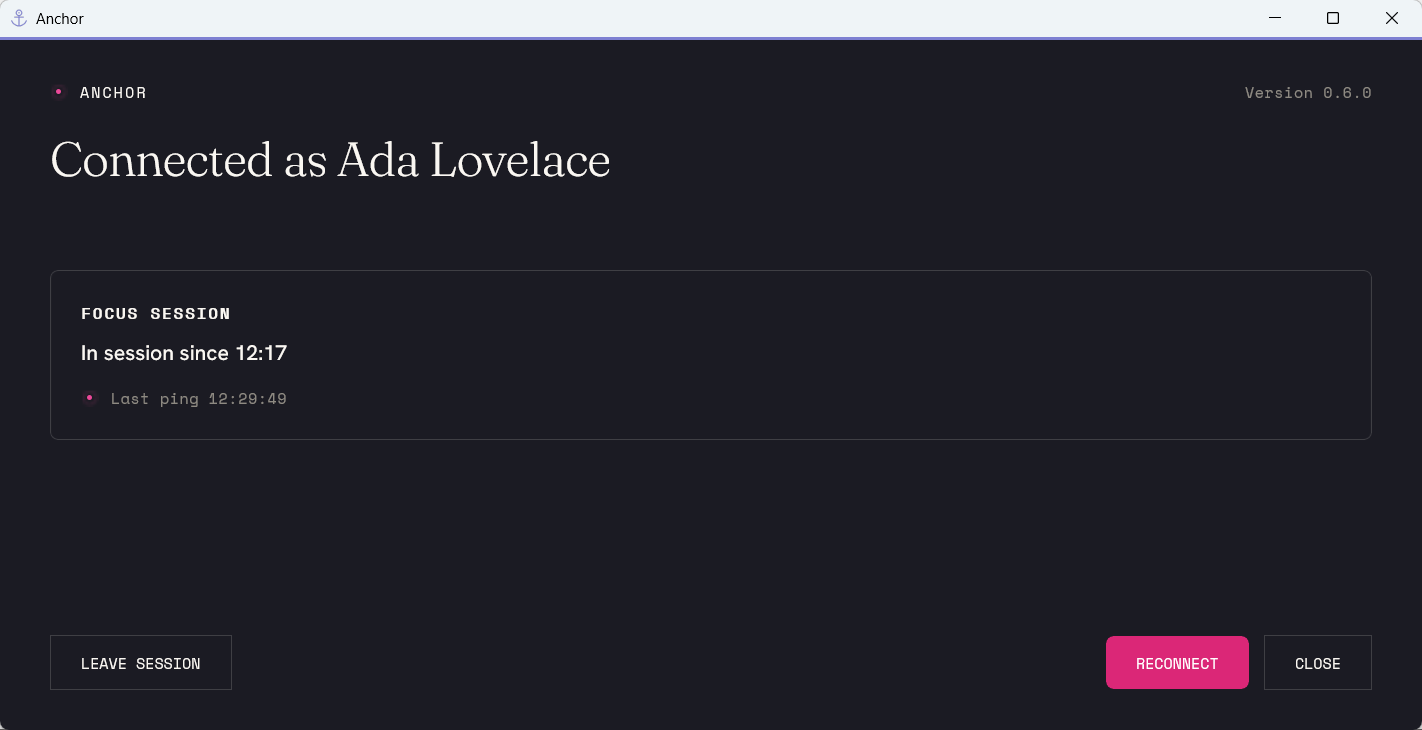 Anchor
ANCHOR
Version 0.6.0
Connected as Ada Lovelace
FOCUS SESSION
In session since 12:17
Last ping 12:29:49
LEAVE SESSION
RECONNECT
CLOSE